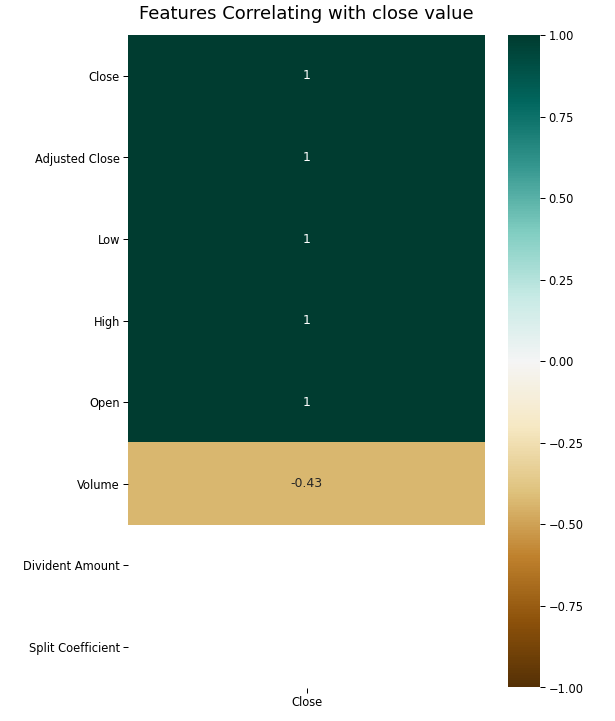 Features Correlating with close value
Close
1
Adjusted Close
1
Low
1
High
1
Open
1
Volume
-0.43
Divident Amount
Split Coefficient
Close
1.00
0.75
0.50
0.25
0.00
−0.25
−0.50
−0.75
−1.00